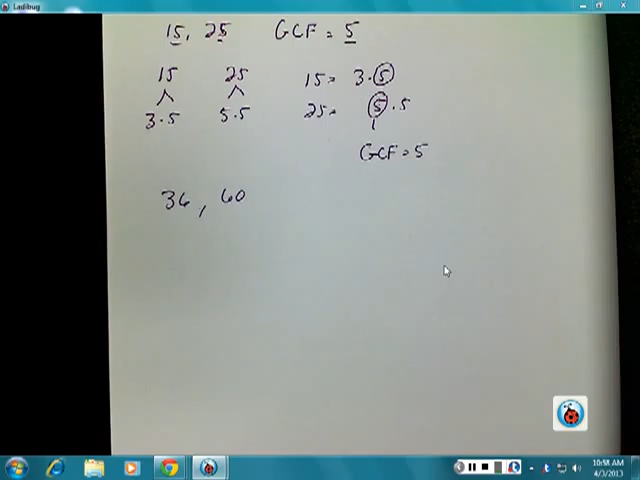 Ladibug
15, 25 GCF = 5
15 25 15 = 3 · 5
3 · 5 5 · 5 25 = 5 · 5
GCF = 5
36, 60
10:58 AM
4/3/2013